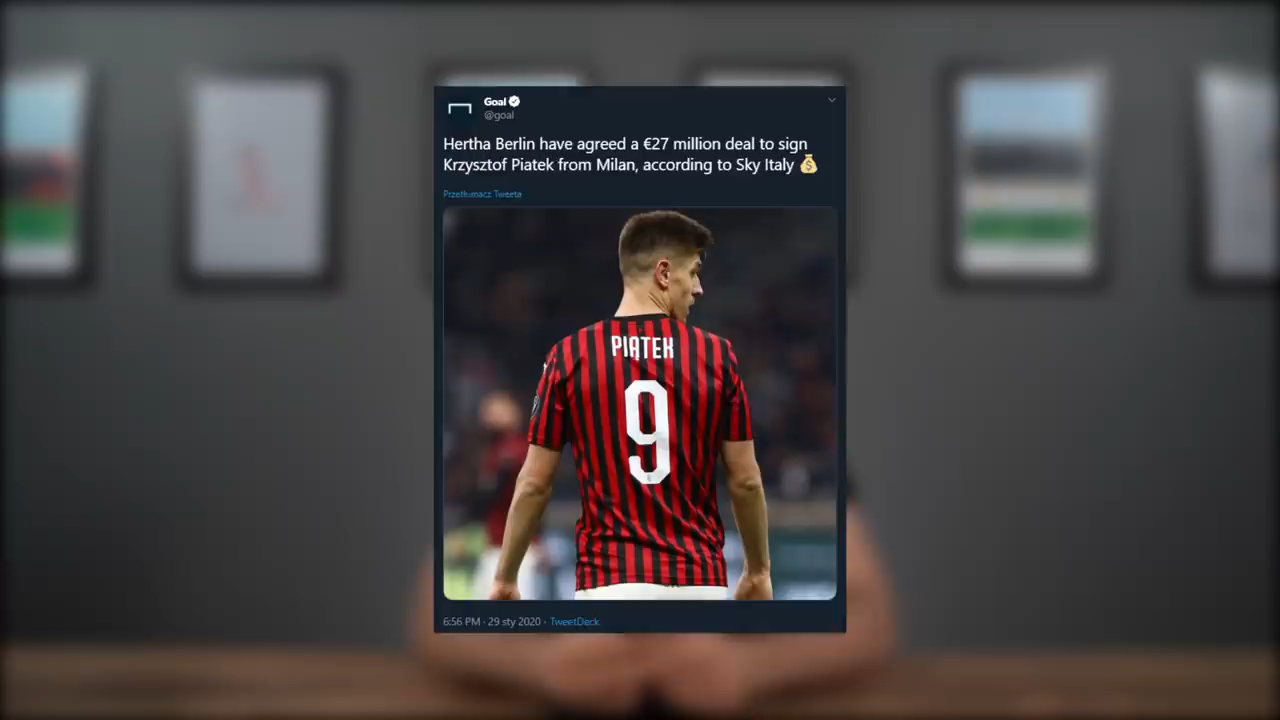 Goal
@goal
Hertha Berlin have agreed a €27 million deal to sign
Krzysztof Piatek from Milan, according to Sky Italy 💰
Przetłumacz Tweeta
PIĄTEK
9
6:56 PM · 29 sty 2020 · TweetDeck